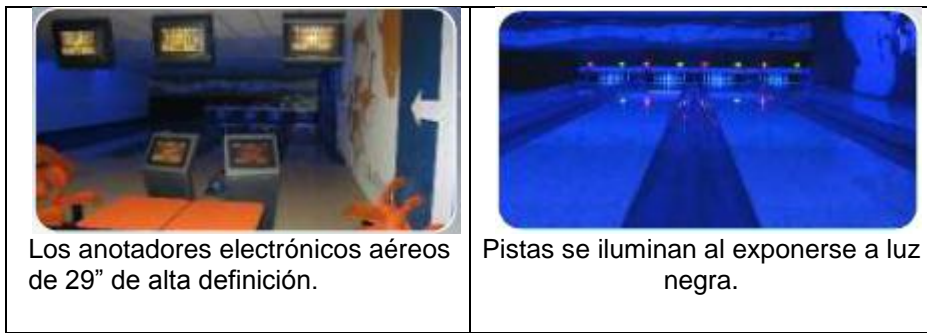 Los anotadores electrónicos aéreos
de 29” de alta definición.
Pistas se iluminan al exponerse a luz
negra.